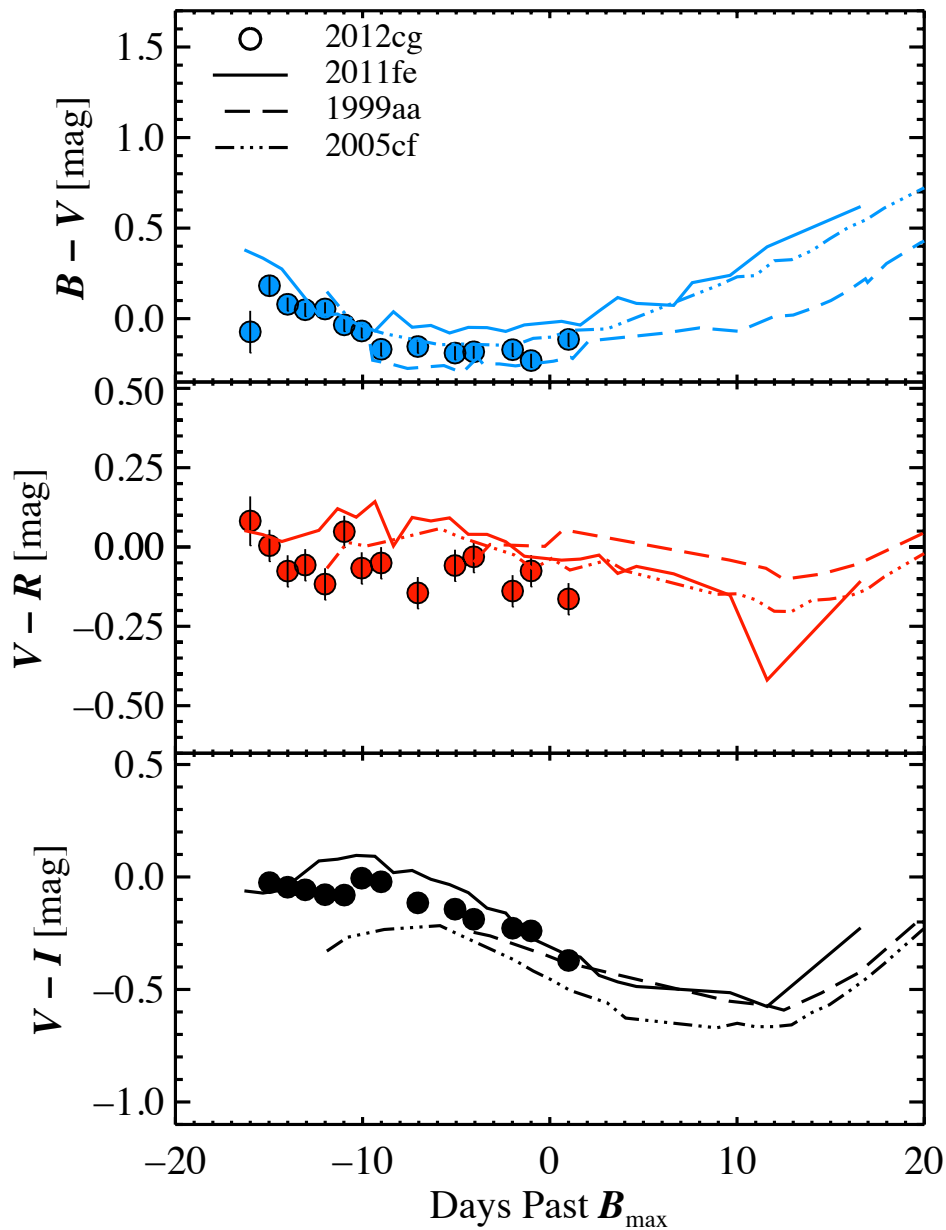 2012cg
2011fe
1999aa
2005cf
B − V [mag]
1.5
1.0
0.5
0.0
V − R [mag]
0.50
0.25
0.00
−0.25
−0.50
V − I [mag]
0.5
0.0
−0.5
−1.0
−20 −10 0 10 20
Days Past Bmax